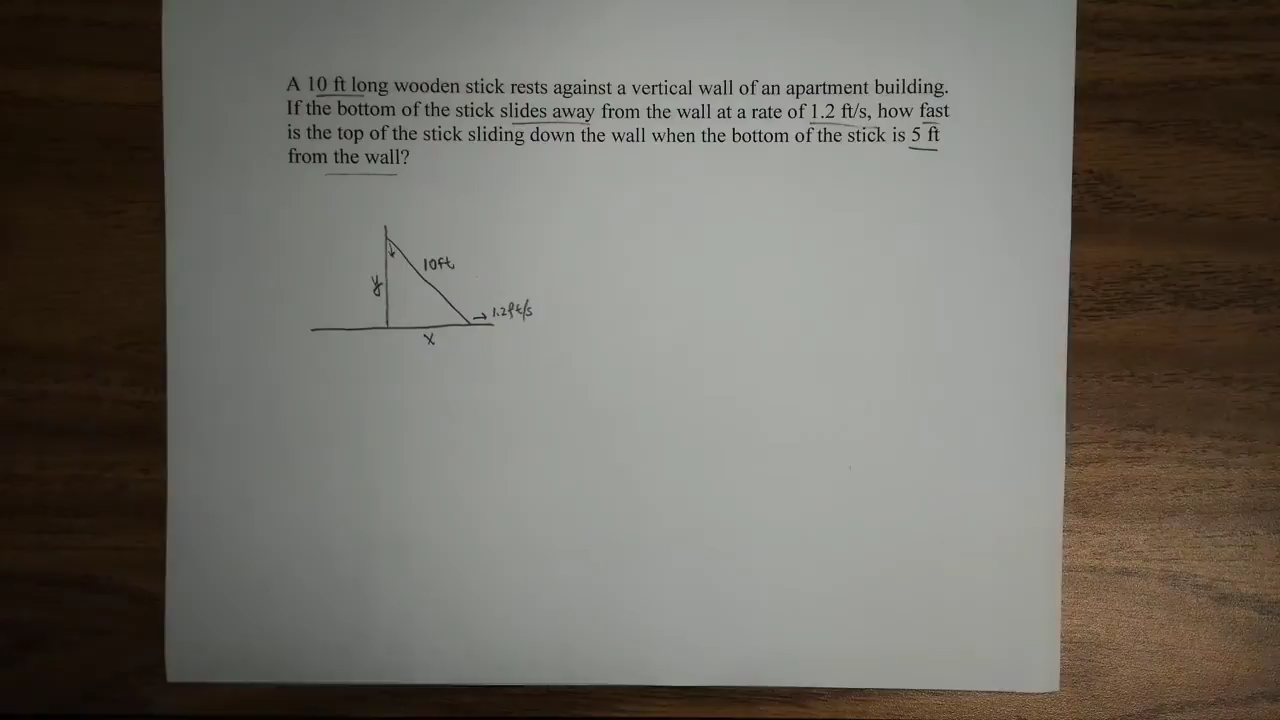 A 10 ft long wooden stick rests against a vertical wall of an apartment building.
If the bottom of the stick slides away from the wall at a rate of 1.2 ft/s, how fast
is the top of the stick sliding down the wall when the bottom of the stick is 5 ft
from the wall?
10ft
y
1.2ft/s
x